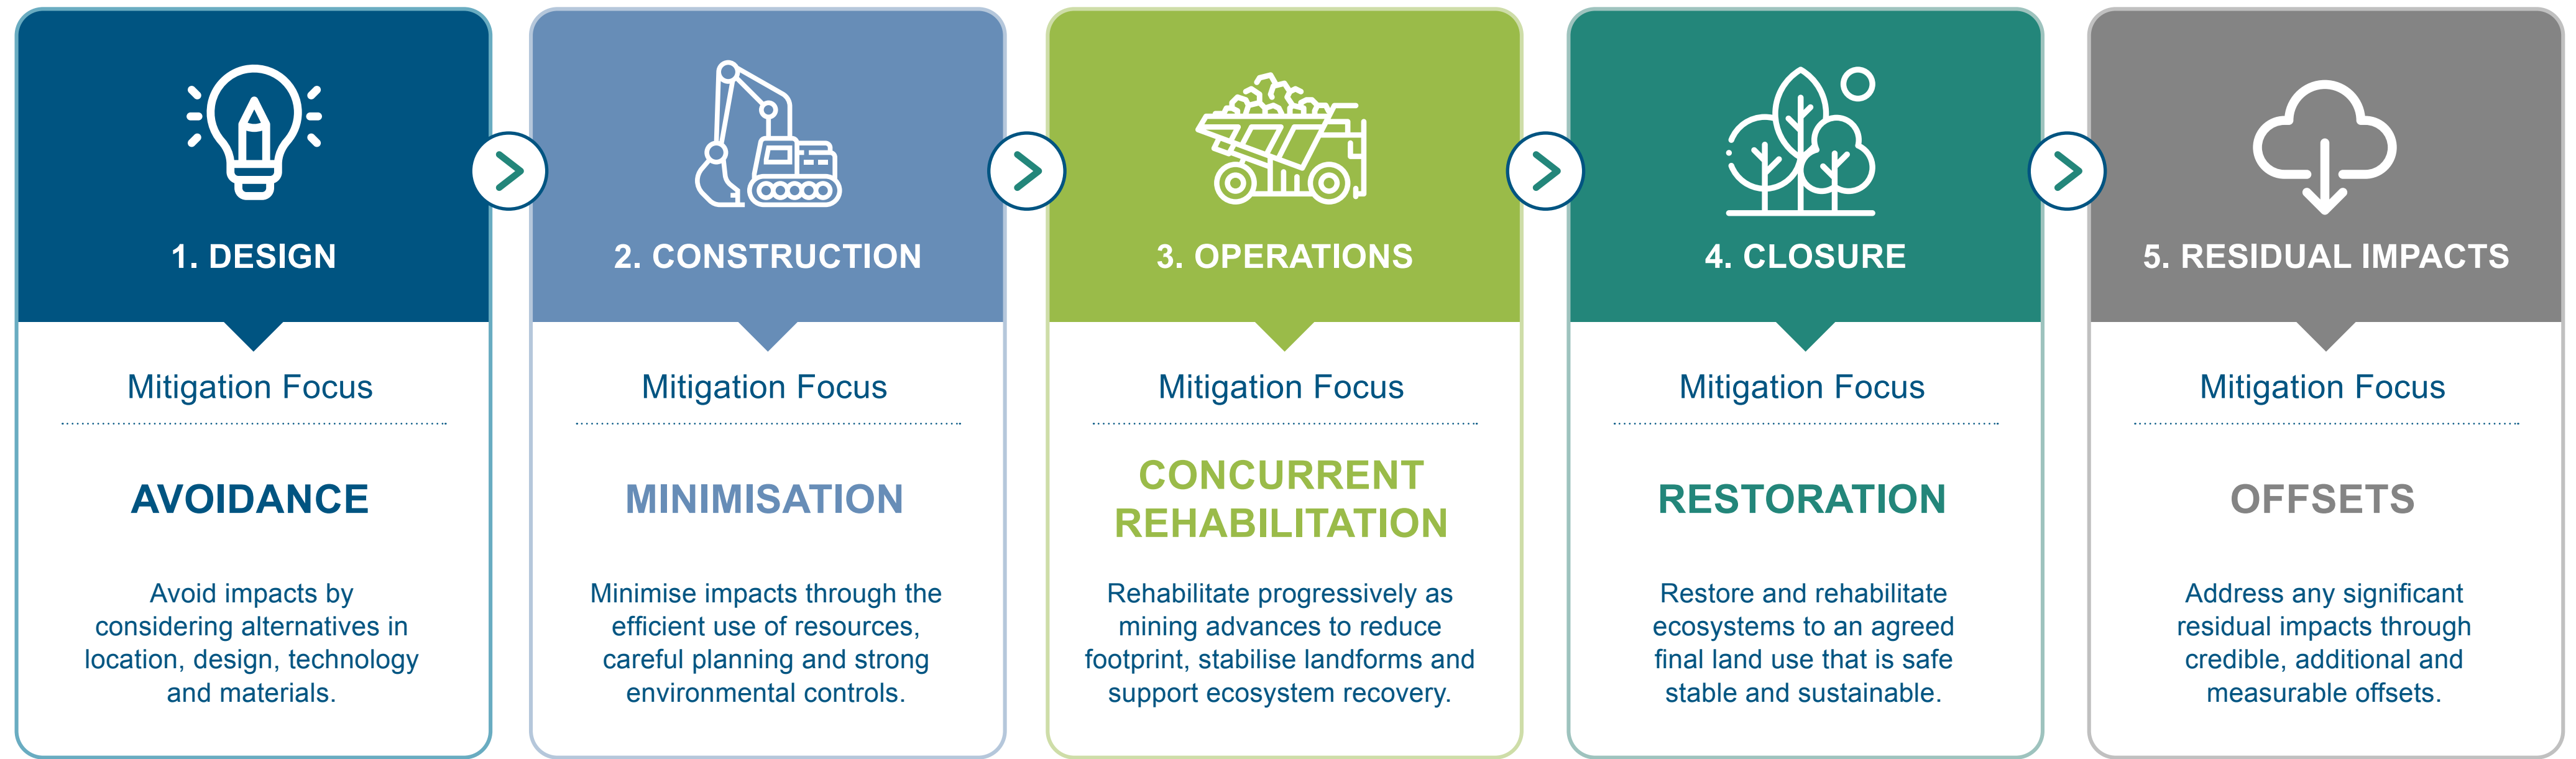 1. DESIGN
Mitigation Focus
AVOIDANCE
Avoid impacts by
considering alternatives in
location, design, technology
and materials.
2. CONSTRUCTION
Mitigation Focus
MINIMISATION
Minimise impacts through the
efficient use of resources,
careful planning and strong
environmental controls.
3. OPERATIONS
Mitigation Focus
CONCURRENT
REHABILITATION
Rehabilitate progressively as
mining advances to reduce
footprint, stabilise landforms and
support ecosystem recovery.
4. CLOSURE
Mitigation Focus
RESTORATION
Restore and rehabilitate
ecosystems to an agreed
final land use that is safe
stable and sustainable.
5. RESIDUAL IMPACTS
Mitigation Focus
OFFSETS
Address any significant
residual impacts through
credible, additional and
measurable offsets.